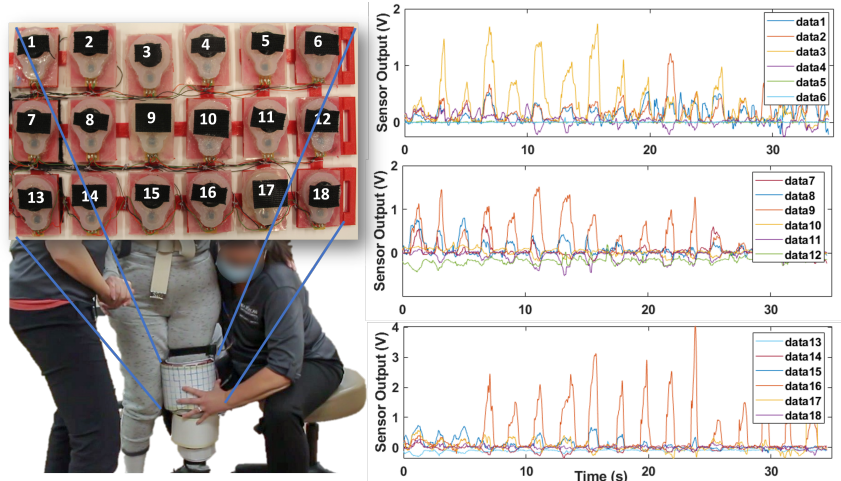 1 2 3 4 5 6
7 8 9 10 11 12
13 14 15 16 17 18
Sensor Output (V)
2
1
0
0 10 20 30
data1
data2
data3
data4
data5
data6
Sensor Output (V)
2
1
0
-1
0 10 20 30
data7
data8
data9
data10
data11
data12
Sensor Output (V)
4
3
2
1
0
0 10 20 30
data13
data14
data15
data16
data17
data18
Time (s)